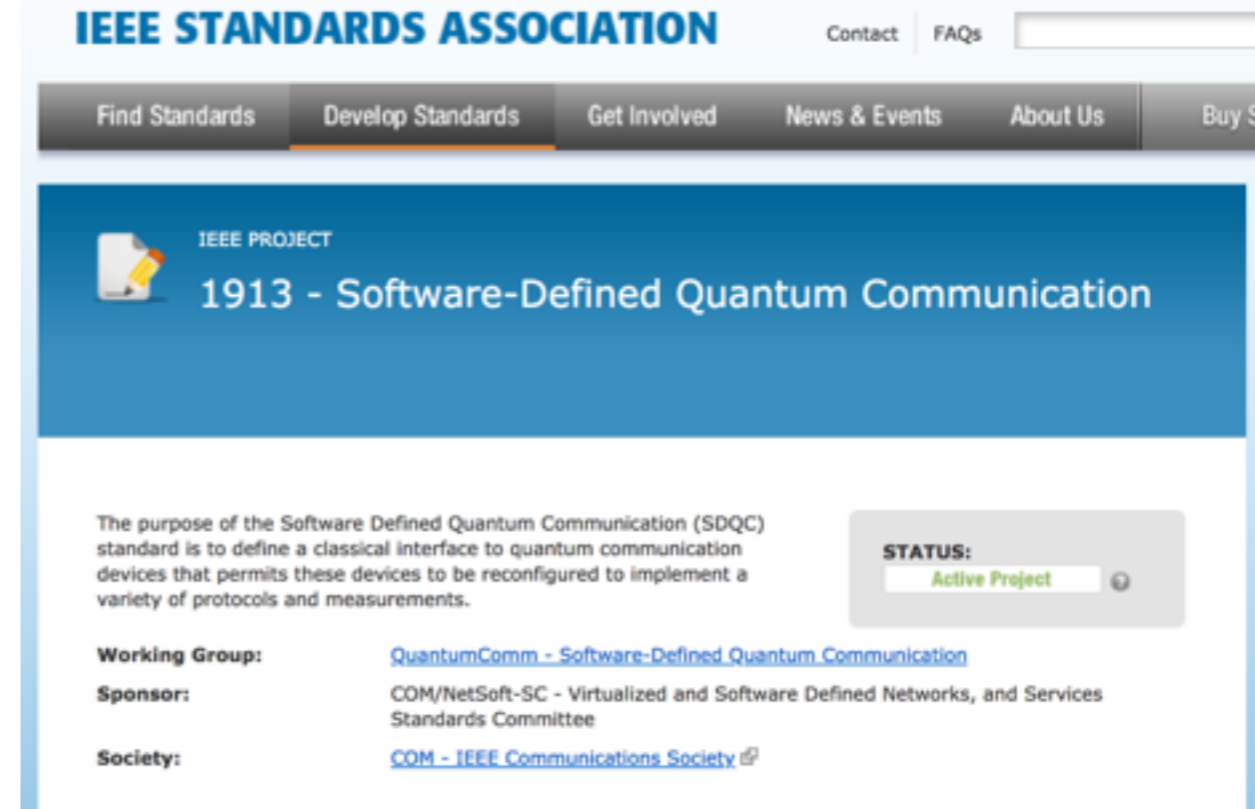 IEEE STANDARDS ASSOCIATION
Contact FAQs
Find Standards Develop Standards Get Involved News & Events About Us Buy
IEEE PROJECT
1913 - Software-Defined Quantum Communication
The purpose of the Software Defined Quantum Communication (SDQC)
standard is to define a classical interface to quantum communication
devices that permits these devices to be reconfigured to implement a
variety of protocols and measurements.
STATUS:
Active Project
Working Group: QuantumComm - Software-Defined Quantum Communication
Sponsor: COM/NetSoft-SC - Virtualized and Software Defined Networks, and Services
Standards Committee
Society: COM - IEEE Communications Society